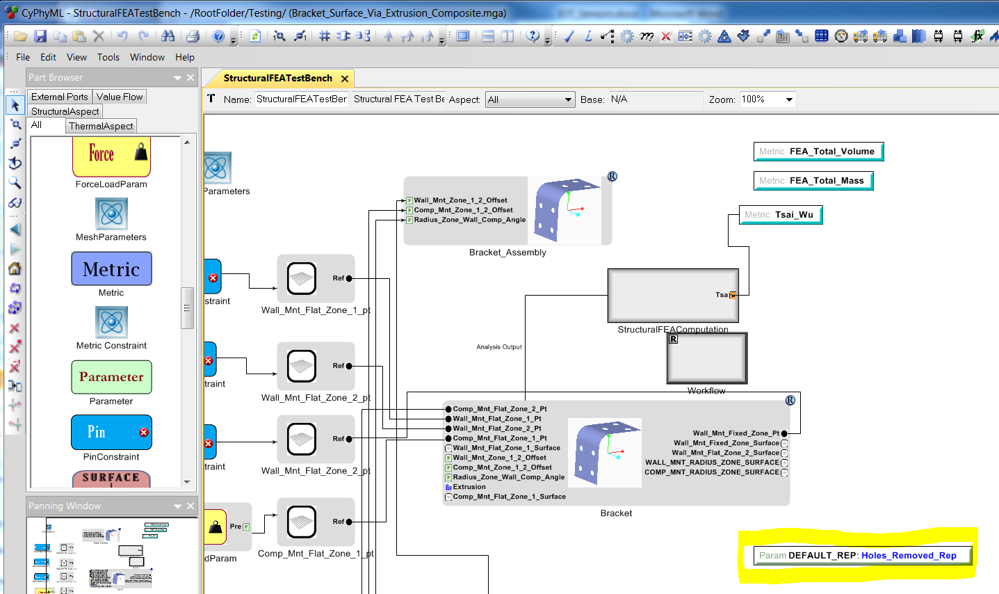 CyPhyML - StructuralFEATestBench - /RootFolder/Testing/ (Bracket_Surface_Via_Extrusion_Composite.mga)
File Edit View Tools Window Help
Part Browser
External Ports Value Flow
StructuralAspect
All ThermalAspect
Force
ForceLoadParam
MeshParameters
Metric
Metric
Metric Constraint
Parameter
Parameter
Pin
PinConstraint
SURFACE
Panning Window
StructuralFEATestBench
Name: StructuralFEATestBer Structural FEA Test Be Aspect: All Base: N/A Zoom: 100%
Parameters
straint
traint
traint
Pre
dParam
Ref
Wall_Mnt_Flat_Zone_1_pt
Ref
Wall_Mnt_Flat_Zone_2_pt
Ref
Wall_Mnt_Flat_Zone_2_pt
Ref
Comp_Mnt_Flat_Zone_1_pt
R
P Wall_Mnt_Zone_1_2_Offset
P Comp_Mnt_Zone_1_2_Offset
P Radius_Zone_Wall_Comp_Angle
Bracket_Assembly
Metric FEA_Total_Volume
Metric FEA_Total_Mass
Metric Tsai_Wu
Tsa
StructuralFEAComputation
Analysis Output
R
Workflow
R
Comp_Mnt_Flat_Zone_2_Pt
Wall_Mnt_Flat_Zone_1_Pt
Wall_Mnt_Flat_Zone_2_Pt
Comp_Mnt_Flat_Zone_1_Pt
Wall_Mnt_Flat_Zone_1_Surface
P Wall_Mnt_Zone_1_2_Offset
P Comp_Mnt_Zone_1_2_Offset
P Radius_Zone_Wall_Comp_Angle
Extrusion
Comp_Mnt_Flat_Zone_1_Surface
Wall_Mnt_Fixed_Zone_Pt
Wall_Mnt_Fixed_Zone_Surface
Wall_Mnt_Flat_Zone_2_Surface
WALL_MNT_RADIUS_ZONE_SURFACE
COMP_MNT_RADIUS_ZONE_SURFACE
Bracket
Param DEFAULT_REP: Holes_Removed_Rep